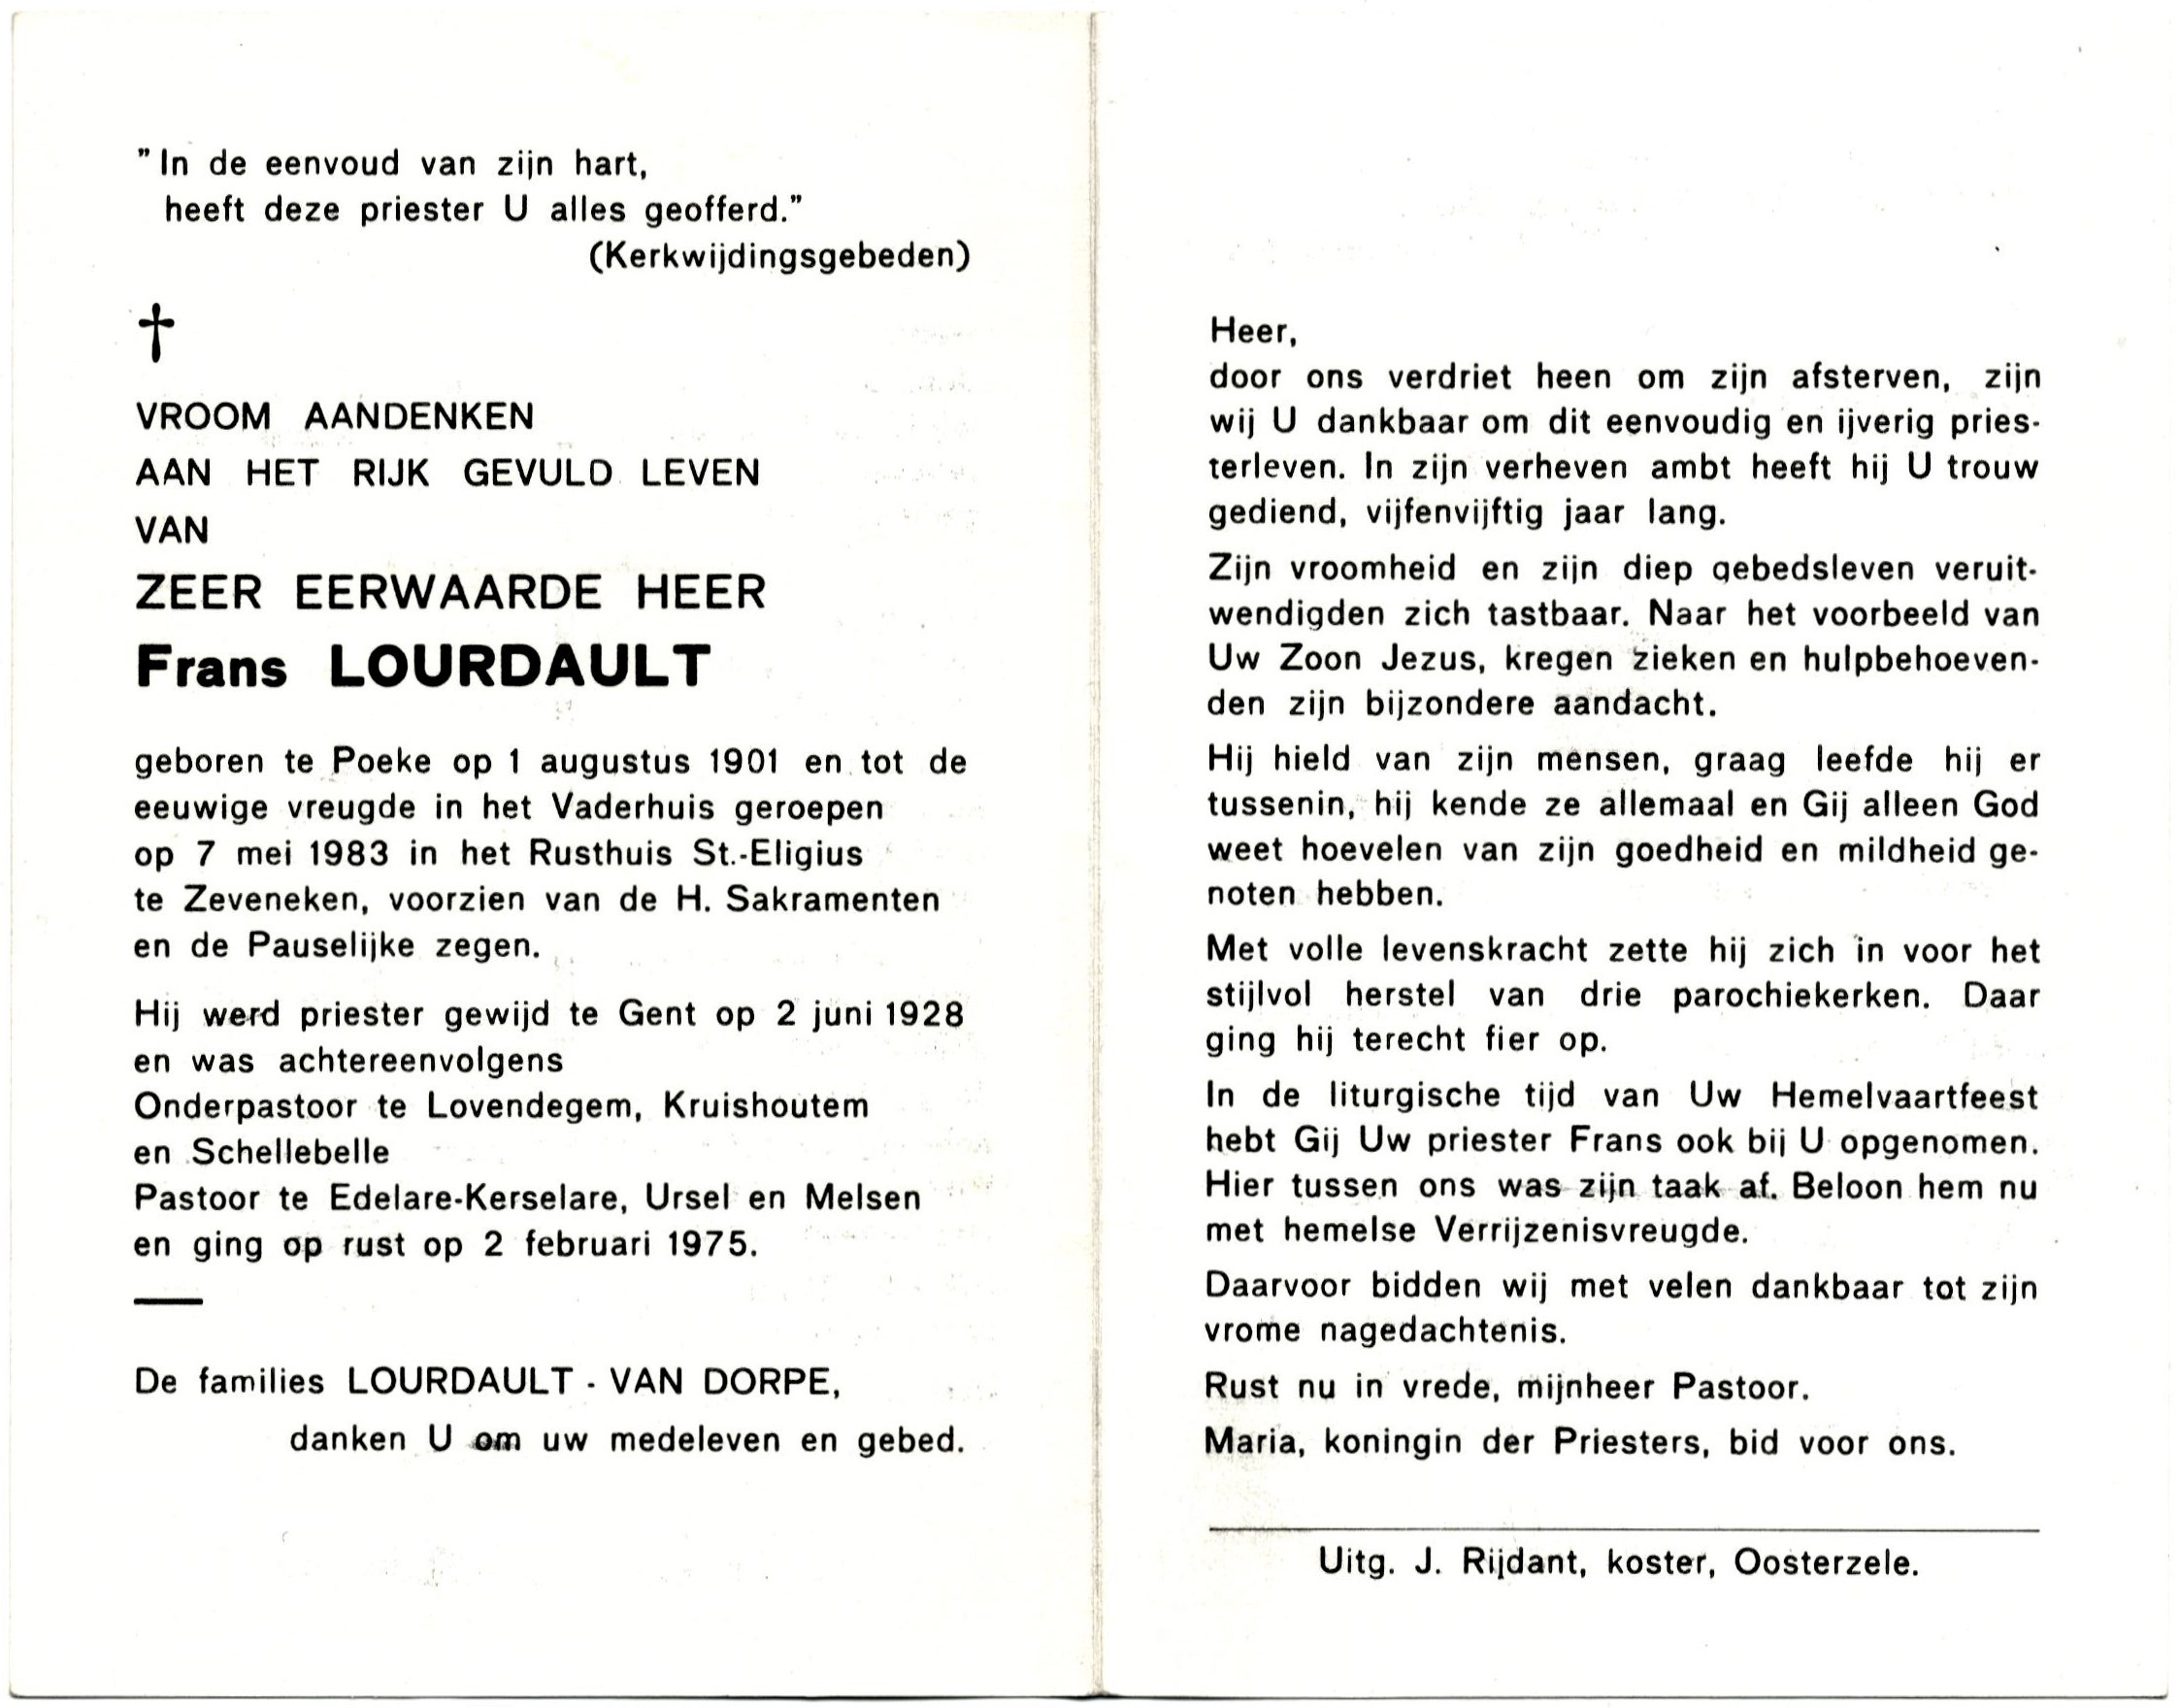 "In de eenvoud van zijn hart,
heeft deze priester U alles geofferd."
(Kerkwijdingsgebeden)
†
VROOM AANDENKEN
AAN HET RIJK GEVULD LEVEN
VAN
ZEER EERWAARDE HEER
Frans LOURDAULT
geboren te Poeke op 1 augustus 1901 en tot de
eeuwige vreugde in het Vaderhuis geroepen
op 7 mei 1983 in het Rusthuis St.-Eligius
te Zeveneken, voorzien van de H. Sakramenten
en de Pauselijke zegen.
Hij werd priester gewijd te Gent op 2 juni 1928
en was achtereenvolgens
Onderpastoor te Lovendegem, Kruishoutem
en Schellebelle
Pastoor te Edelare-Kerselare, Ursel en Melsen
en ging op rust op 2 februari 1975.
De families LOURDAULT - VAN DORPE,
danken U om uw medeleven en gebed.
Heer,
door ons verdriet heen om zijn afsterven, zijn
wij U dankbaar om dit eenvoudig en ijverig pries-
terleven. In zijn verheven ambt heeft hij U trouw
gediend, vijfenvijftig jaar lang.
Zijn vroomheid en zijn diep gebedsleven veruit-
wendigden zich tastbaar. Naar het voorbeeld van
Uw Zoon Jezus, kregen zieken en hulpbehoeven-
den zijn bijzondere aandacht.
Hij hield van zijn mensen, graag leefde hij er
tussenin, hij kende ze allemaal en Gij alleen God
weet hoevelen van zijn goedheid en mildheid ge-
noten hebben.
Met volle levenskracht zette hij zich in voor het
stijlvol herstel van drie parochiekerken. Daar
ging hij terecht fier op.
In de liturgische tijd van Uw Hemelvaartfeest
hebt Gij Uw priester Frans ook bij U opgenomen.
Hier tussen ons was zijn taak af. Beloon hem nu
met hemelse Verrijzenisvreugde.
Daarvoor bidden wij met velen dankbaar tot zijn
vrome nagedachtenis.
Rust nu in vrede, mijnheer Pastoor.
Maria, koningin der Priesters, bid voor ons.
Uitg. J. Rijdant, koster, Oosterzele.